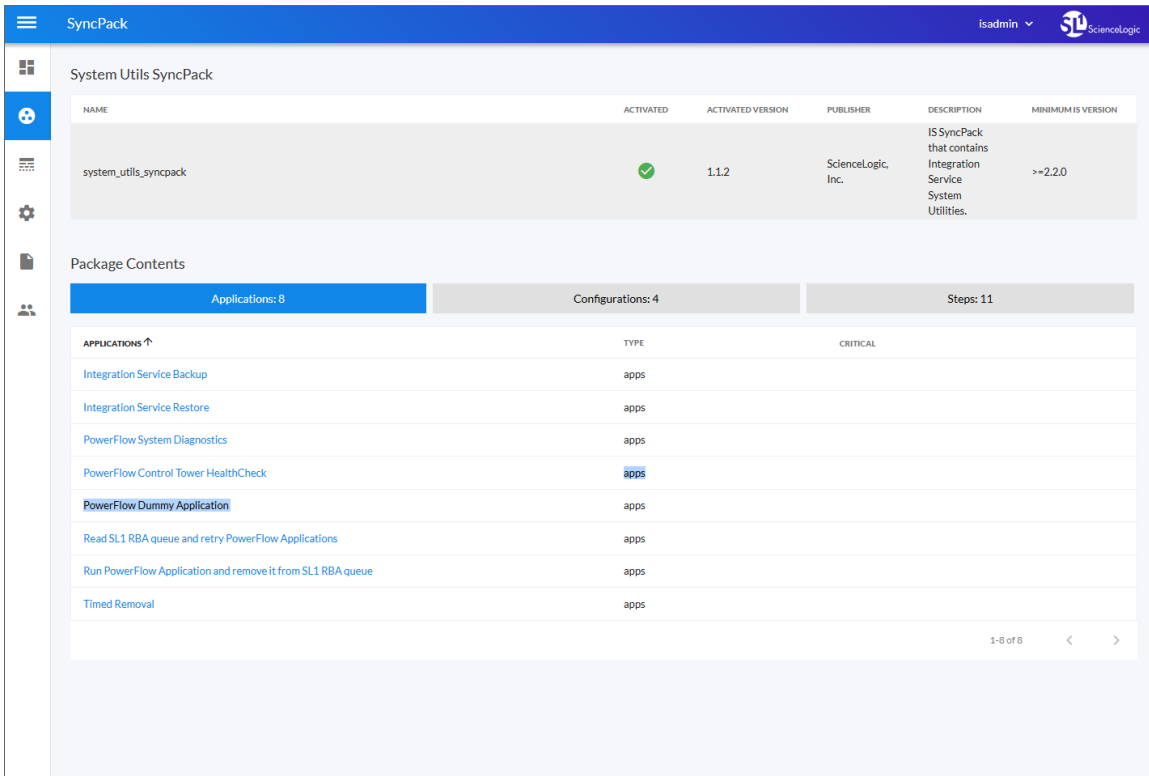 SyncPack
isadmin
SL1 ScienceLogic
System Utils SyncPack
NAME ACTIVATED ACTIVATED VERSION PUBLISHER DESCRIPTION MINIMUM IS VERSION
system_utils_syncpack 1.1.2 ScienceLogic, Inc. IS SyncPack that contains Integration Service System Utilities. >=2.2.0
Package Contents
Applications: 8 Configurations: 4 Steps: 11
APPLICATIONS TYPE CRITICAL
Integration Service Backup apps
Integration Service Restore apps
PowerFlow System Diagnostics apps
PowerFlow Control Tower HealthCheck apps
PowerFlow Dummy Application apps
Read SL1 RBA queue and retry PowerFlow Applications apps
Run PowerFlow Application and remove it from SL1 RBA queue apps
Timed Removal apps
1-8 of 8